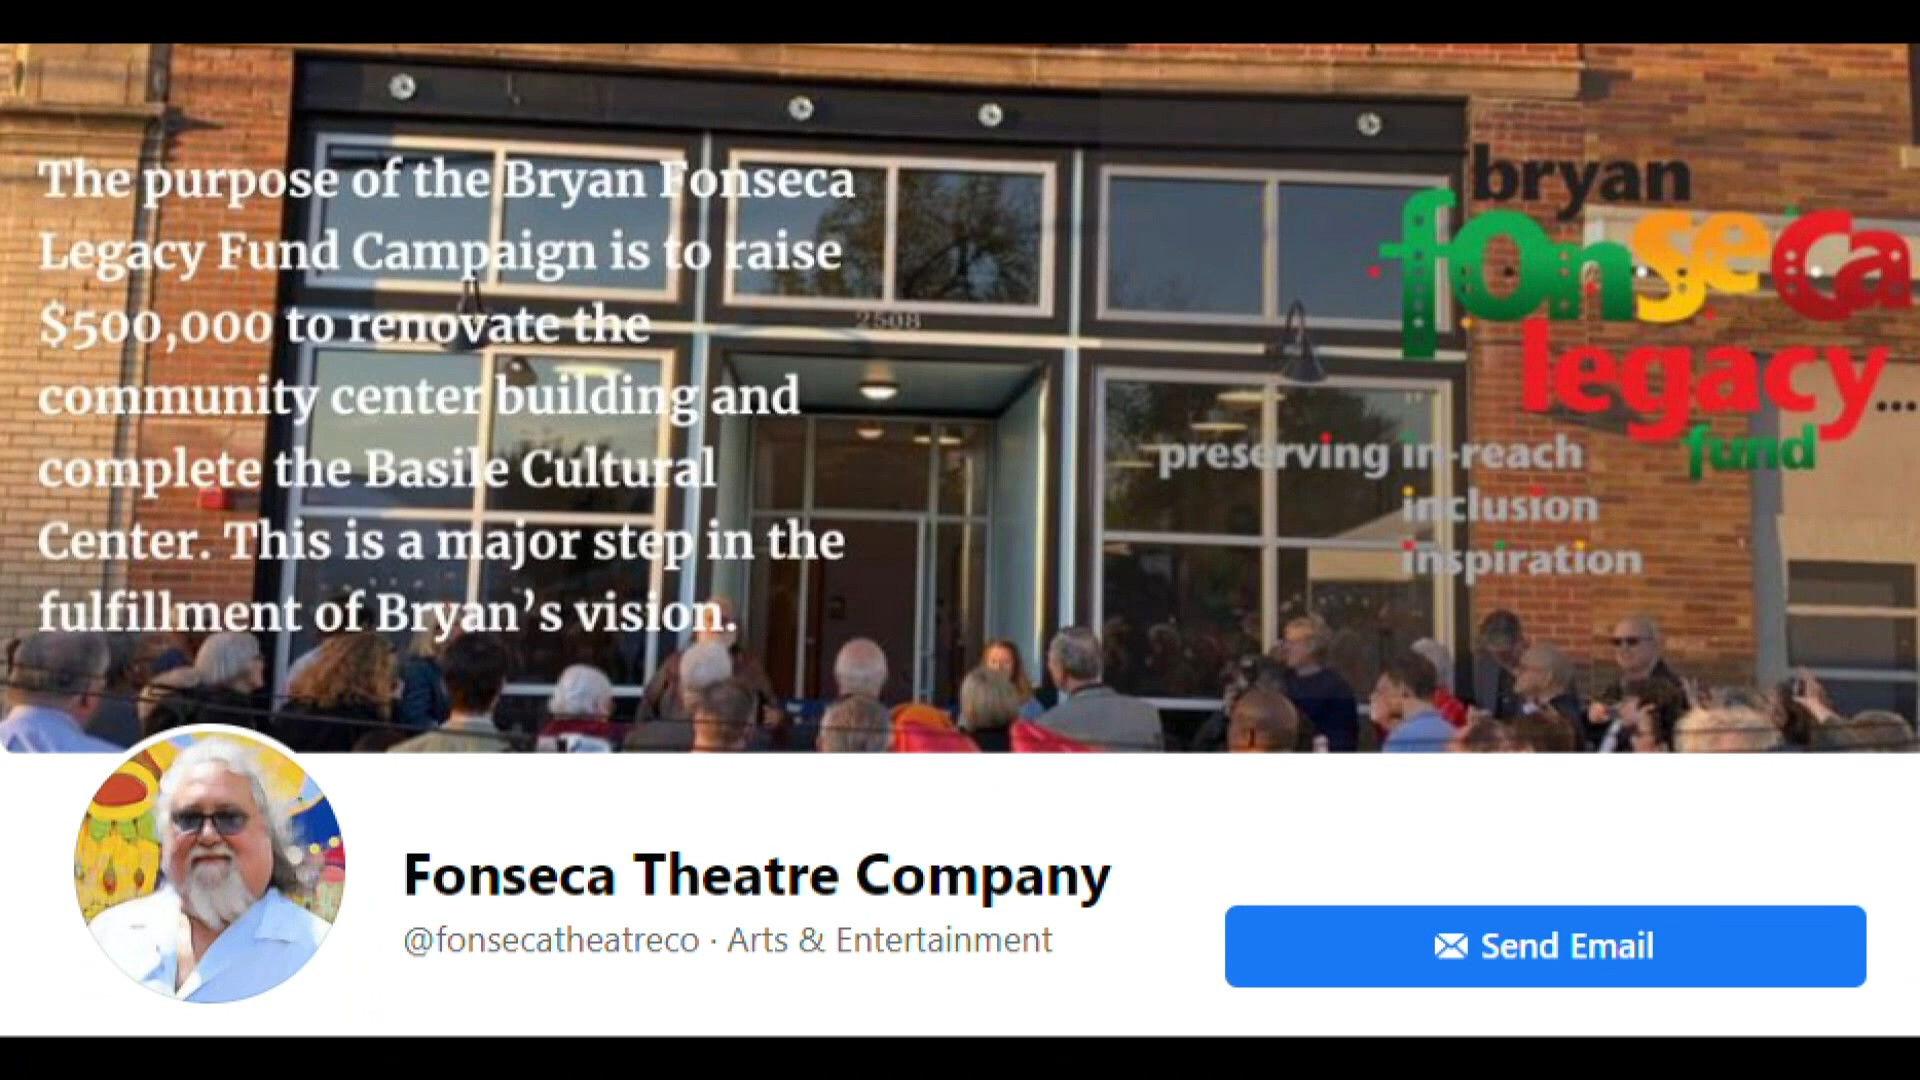 The purpose of the Bryan Fonseca
Legacy Fund Campaign is to raise
$500,000 to renovate the
community center building and
complete the Basile Cultural
Center. This is a major step in the
fulfillment of Bryan's vision.
2508
bryan
fonseca
legacy...
fund
preserving in-reach
inclusion
inspiration
Fonseca Theatre Company
@fonsecatheatreco · Arts & Entertainment
Send Email